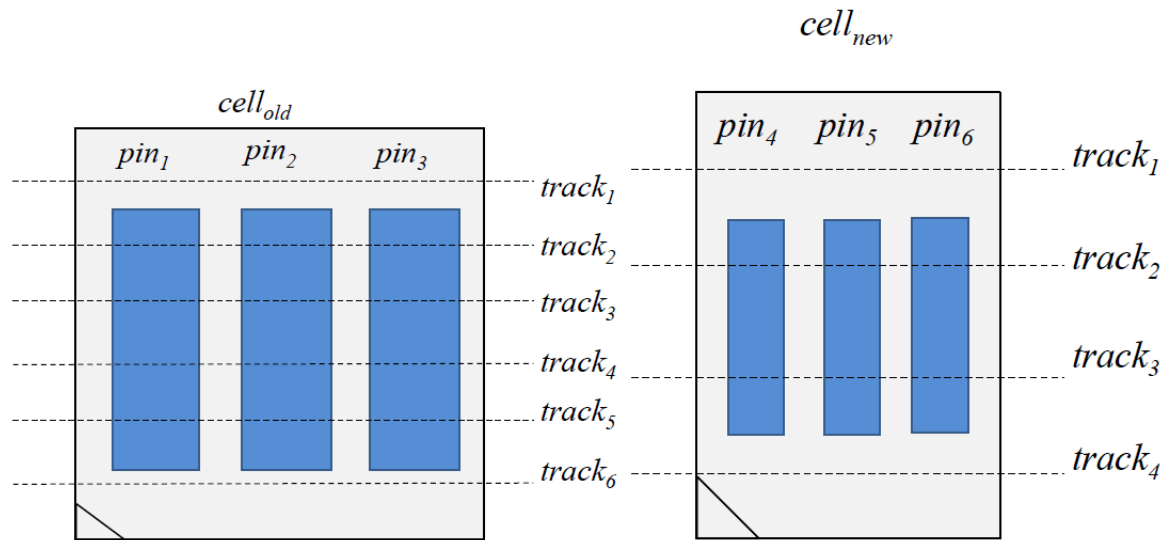 cell_new
cell_old
pin_4 pin_5 pin_6
pin_1 pin_2 pin_3
track_1
track_1
track_2
track_2
track_3
track_3
track_4
track_5
track_4
track_6